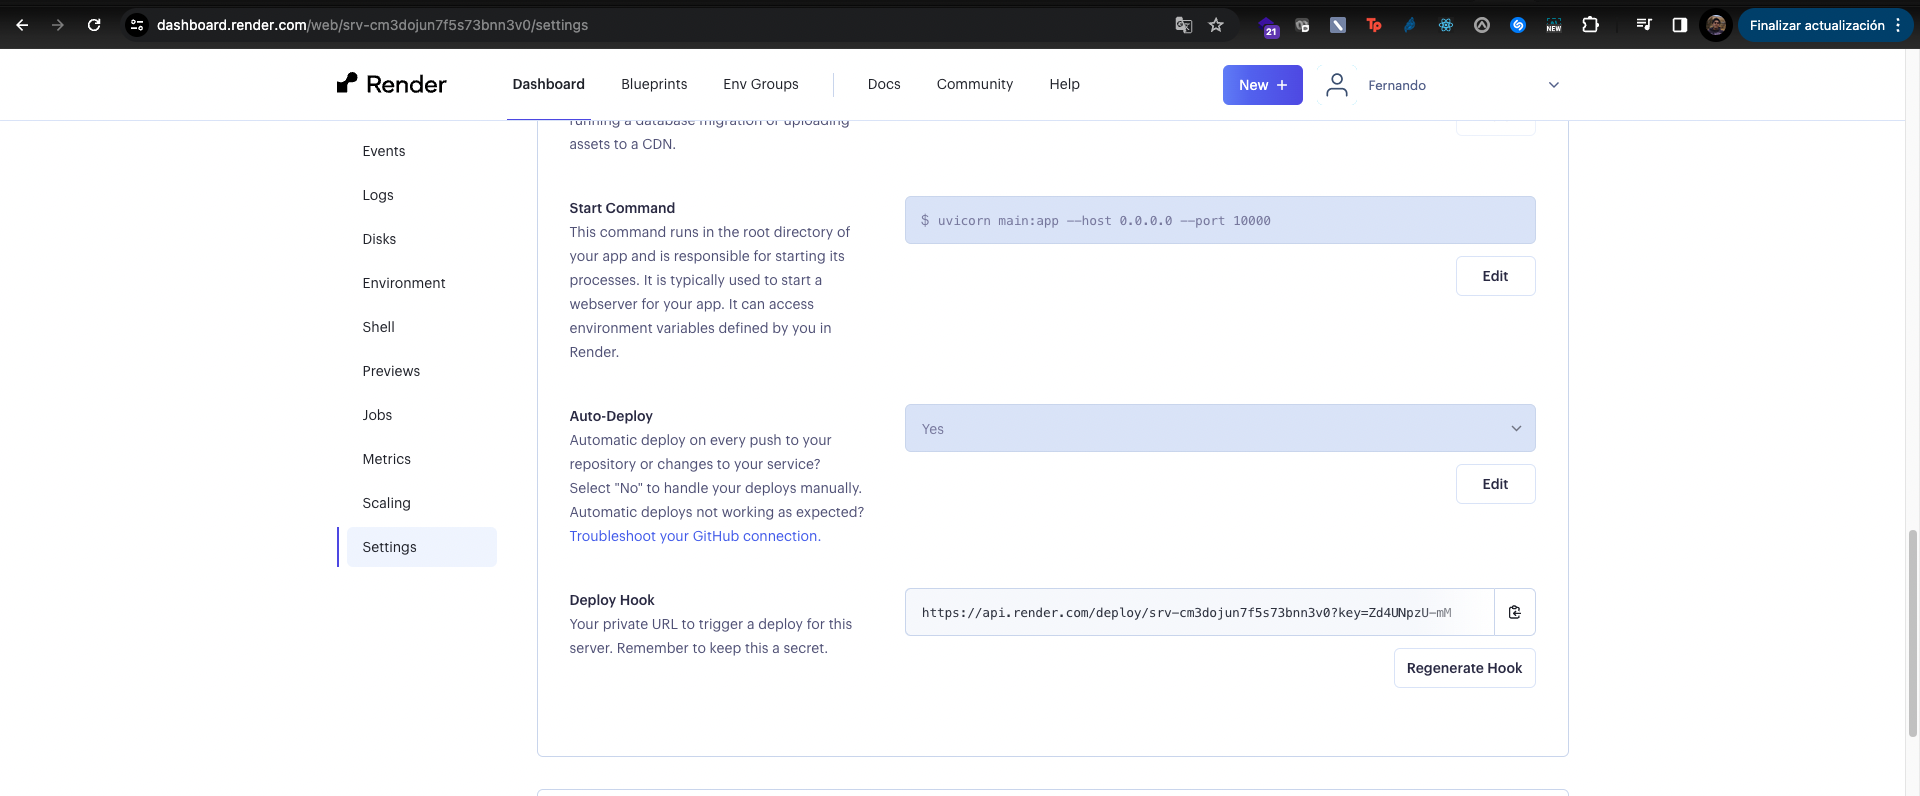 dashboard.render.com/web/srv-cm3dojun7f5s73bnn3v0/settings
21
Tp
NEW
Finalizar actualización
Render
Dashboard
Blueprints
Env Groups
Docs
Community
Help
New +
Fernando
Events
Logs
Disks
Environment
Shell
Previews
Jobs
Metrics
Scaling
Settings
running a database migration or uploading
assets to a CDN.
Start Command
This command runs in the root directory of
your app and is responsible for starting its
processes. It is typically used to start a
webserver for your app. It can access
environment variables defined by you in
Render.
$ uvicorn main:app --host 0.0.0.0 --port 10000
Edit
Auto-Deploy
Automatic deploy on every push to your
repository or changes to your service?
Select "No" to handle your deploys manually.
Automatic deploys not working as expected?
Troubleshoot your GitHub connection.
Yes
Edit
Deploy Hook
Your private URL to trigger a deploy for this
server. Remember to keep this a secret.
https://api.render.com/deploy/srv-cm3dojun7f5s73bnn3v0?key=Zd4UNpzU-mM
Regenerate Hook